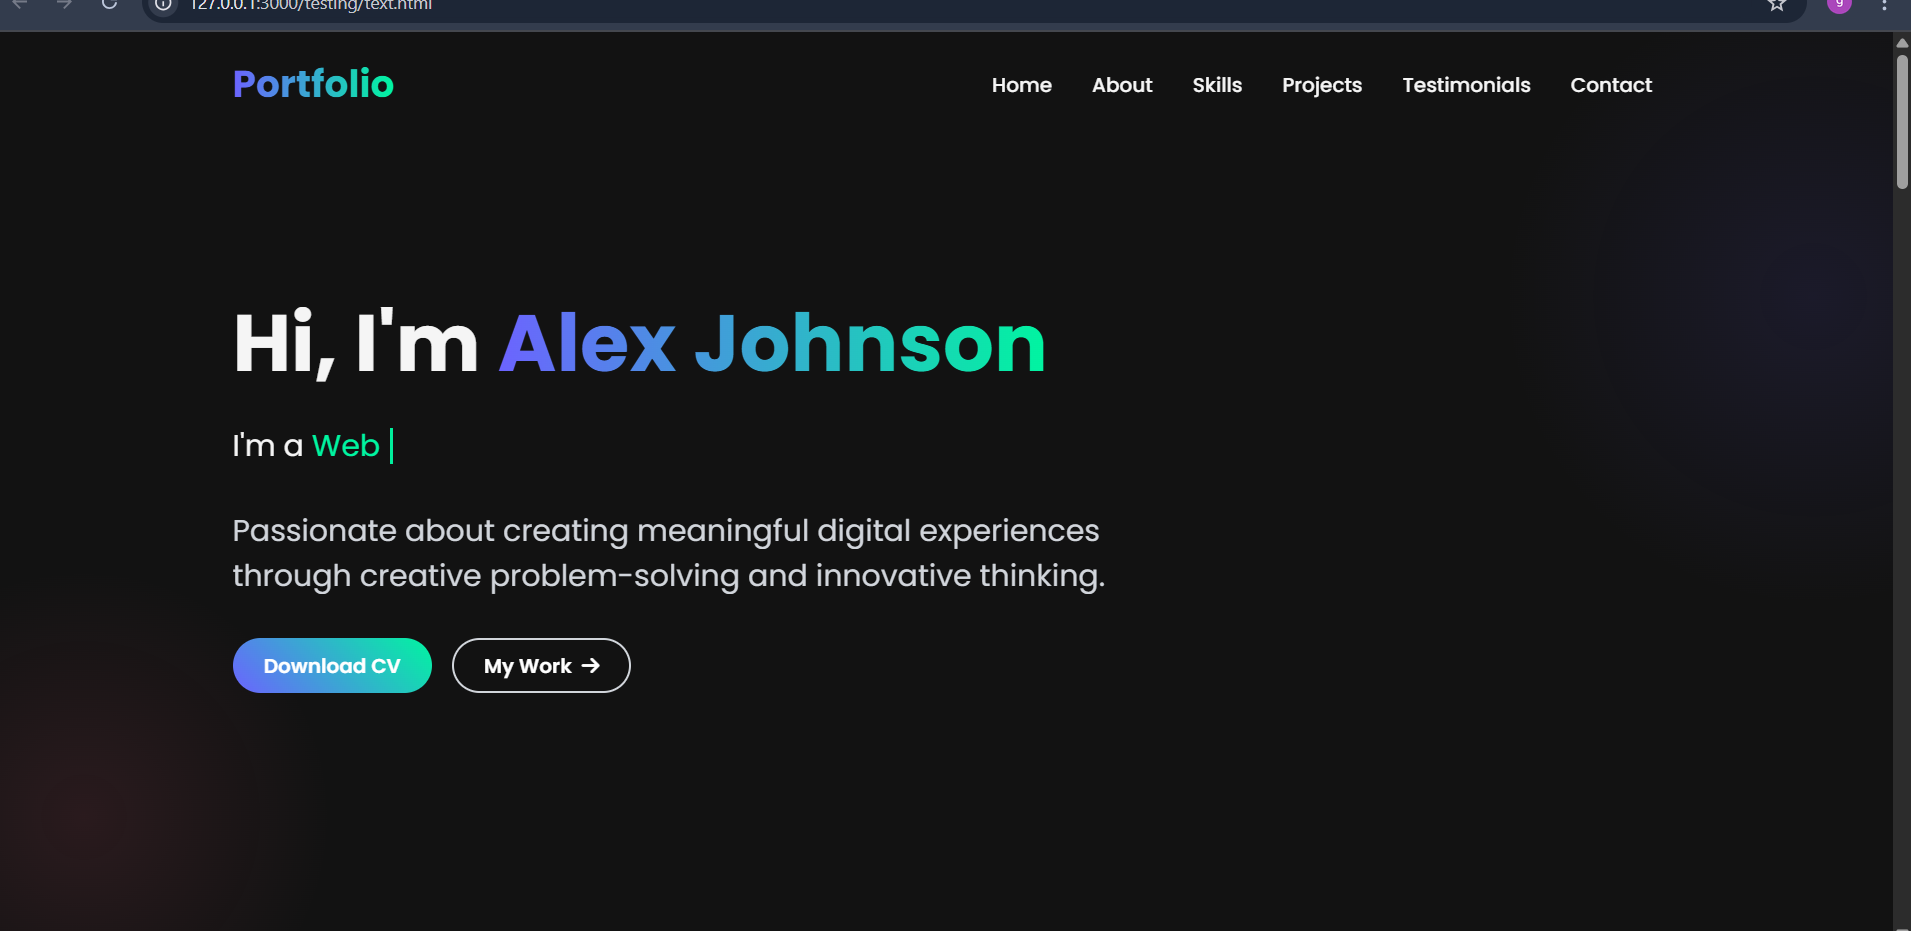 127.0.0.1:3000/testing/text.html
g
Portfolio
Home About Skills Projects Testimonials Contact
Hi, I'm Alex Johnson
I'm a Web
Passionate about creating meaningful digital experiences
through creative problem-solving and innovative thinking.
Download CV My Work →